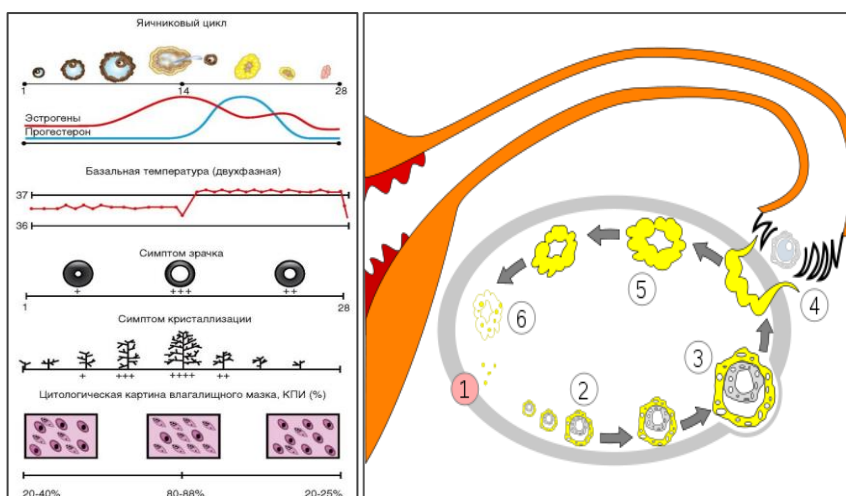 Яичниковый цикл
1 14 28
Эстрогены
Прогестерон
Базальная температура (двухфазная)
37
36
Симптом зрачка
+ +++ ++
1 28
Симптом кристаллизации
+ +++ ++++ ++
Цитологическая картина влагалищного мазка, КПИ (%)
20-40% 80-88% 20-25%
1
2
3
4
5
6